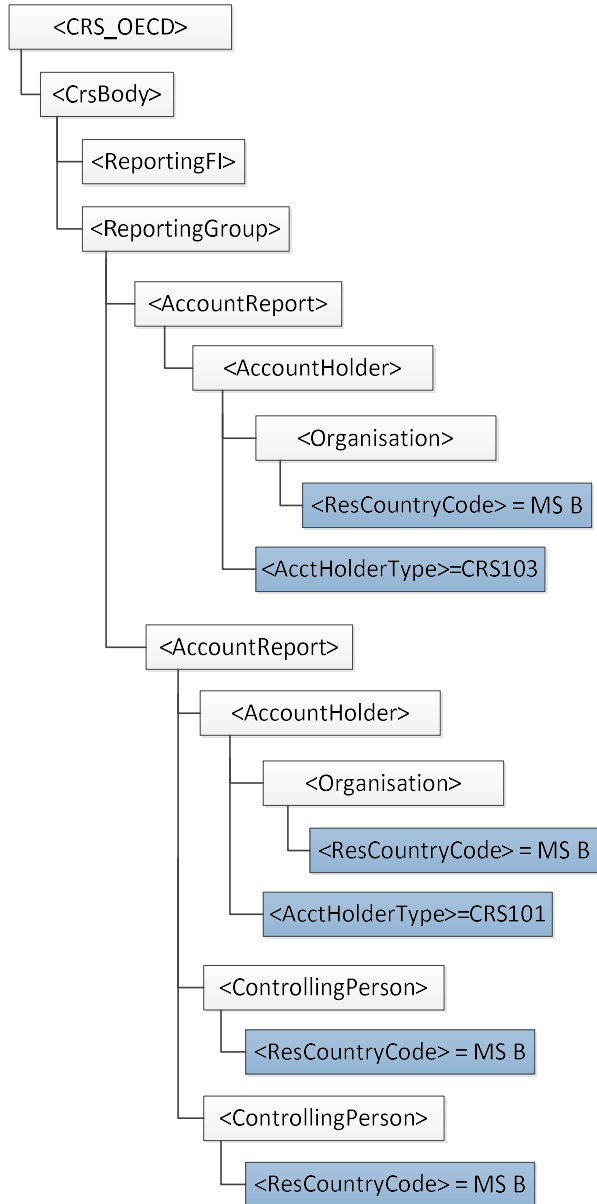 <CRS_OECD>
<CrsBody>
<ReportingFI>
<ReportingGroup>
<AccountReport>
<AccountHolder>
<Organisation>
<ResCountryCode> = MS B
<AcctHolderType>=CRS103
<AccountReport>
<AccountHolder>
<Organisation>
<ResCountryCode> = MS B
<AcctHolderType>=CRS101
<ControllingPerson>
<ResCountryCode> = MS B
<ControllingPerson>
<ResCountryCode> = MS B